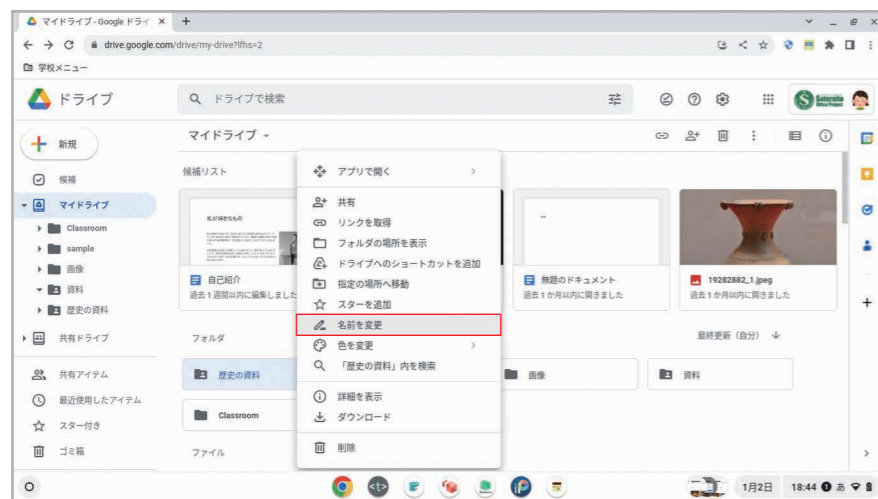 マイドライブ - Google ドライ
drive.google.com/drive/my-drive?lfhs=2
学校メニュー
ドライブ
ドライブで検索
Sateraito
Office Project
新規
マイドライブ
候補
候補リスト
マイドライブ
Classroom
sample
画像
資料
歴史の資料
共有ドライブ
共有アイテム
最近使用したアイテム
スター付き
ゴミ箱
私が好きなもの
自己紹介
過去1週間以内に編集しました
無題のドキュメント
過去1か月以内に開きました
19282882_1.jpeg
過去1か月以内に開きました
フォルダ
最終更新(自分)
歴史の資料
画像
資料
Classroom
ファイル
アプリで開く
共有
リンクを取得
フォルダの場所を表示
ドライブへのショートカットを追加
指定の場所へ移動
スターを追加
名前を変更
色を変更
「歴史の資料」内を検索
詳細を表示
ダウンロード
削除
1月2日
18:44
あ